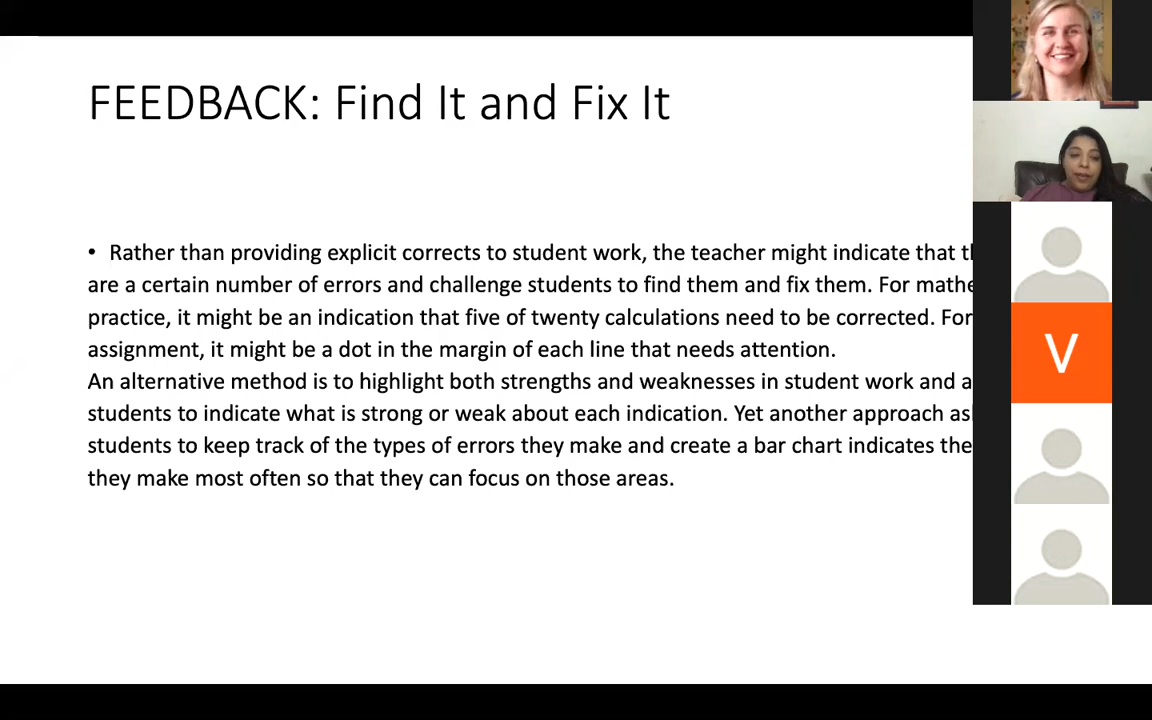 FEEDBACK: Find It and Fix It
• Rather than providing explicit corrects to student work, the teacher might indicate that
are a certain number of errors and challenge students to find them and fix them. For
practice, it might be an indication that five of twenty calculations need to be corrected. For
assignment, it might be a dot in the margin of each line that needs attention.
An alternative method is to highlight both strengths and weaknesses in student work and
students to indicate what is strong or weak about each indication. Yet another approach
students to keep track of the types of errors they make and create a bar chart indicates the
they make most often so that they can focus on those areas.
V